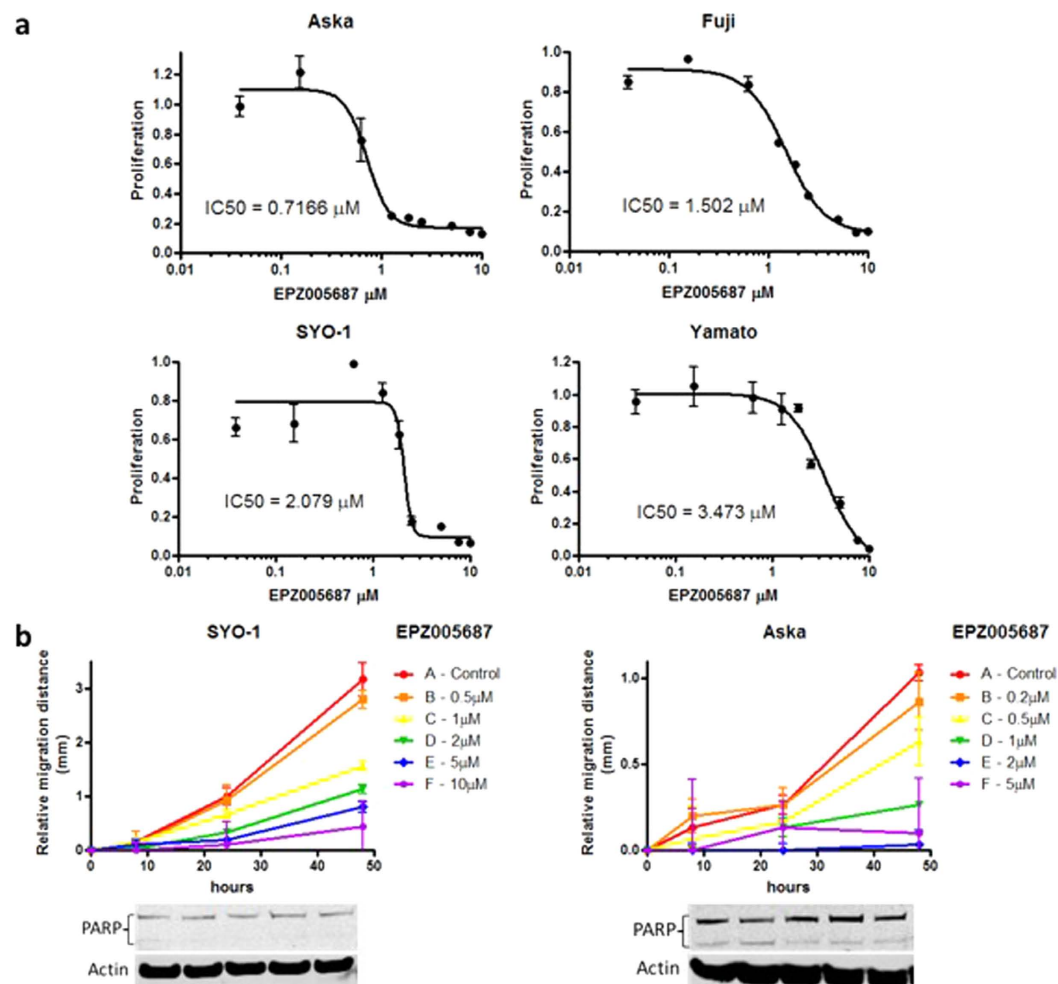 a
Aska
Proliferation
1.2
1.0
0.8
0.6
0.4
0.2
0.0
IC50 = 0.7166 µM
0.01 0.1 1 10
EPZ005687 µM
Fuji
Proliferation
1.0
0.8
0.6
0.4
0.2
0.0
IC50 = 1.502 µM
0.01 0.1 1 10
EPZ005687 µM
SYO-1
Proliferation
1.0
0.8
0.6
0.4
0.2
0.0
IC50 = 2.079 µM
0.01 0.1 1 10
EPZ005687 µM
Yamato
Proliferation
1.2
1.0
0.8
0.6
0.4
0.2
0.0
IC50 = 3.473 µM
0.01 0.1 1 10
EPZ005687 µM
b
SYO-1
EPZ005687
Relative migration distance
(mm)
3
2
1
0
0 10 20 30 40 50
hours
A - Control
B - 0.5µM
C - 1µM
D - 2µM
E - 5µM
F - 10µM
PARP
Actin
Aska
EPZ005687
Relative migration distance
(mm)
1.0
0.5
0.0
0 10 20 30 40 50
hours
A - Control
B - 0.2µM
C - 0.5µM
D - 1µM
E - 2µM
F - 5µM
PARP
Actin